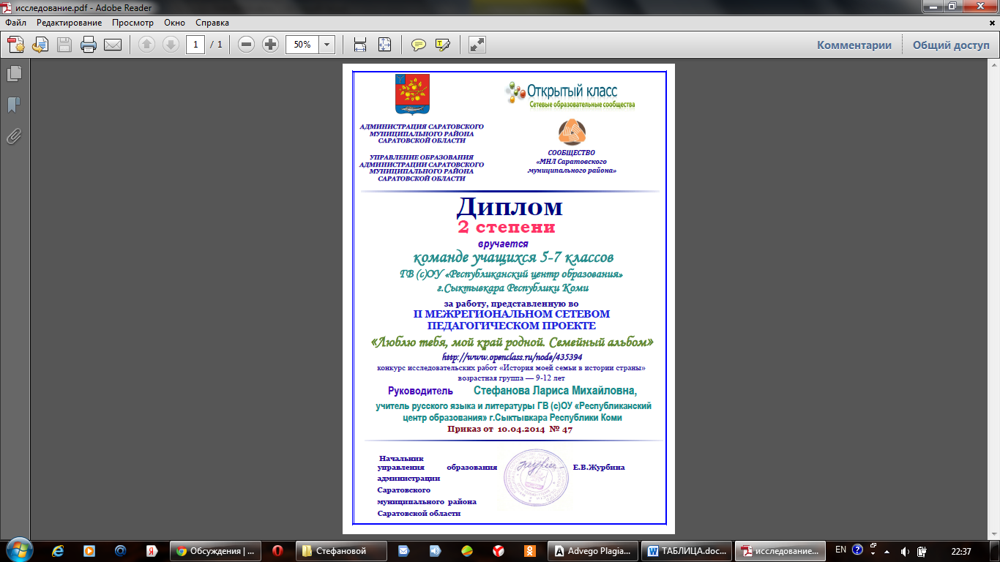 исследование.pdf - Adobe Reader
Файл Редактирование Просмотр Окно Справка
1 / 1 50% Комментарии Общий доступ
АДМИНИСТРАЦИЯ САРАТОВСКОГО
МУНИЦИПАЛЬНОГО РАЙОНА
САРАТОВСКОЙ ОБЛАСТИ
УПРАВЛЕНИЕ ОБРАЗОВАНИЯ
АДМИНИСТРАЦИИ САРАТОВСКОГО
МУНИЦИПАЛЬНОГО РАЙОНА
САРАТОВСКОЙ ОБЛАСТИ
Открытый класс
Сетевые образовательные сообщества
СООБЩЕСТВО
«МНЛ Саратовского
муниципального района»
Диплом
2 степени
вручается
команде учащихся 5-7 классов
ГВ (с)ОУ «Республиканский центр образования»
г.Сыктывкара Республики Коми
за работу, представленную во
II МЕЖРЕГИОНАЛЬНОМ СЕТЕВОМ
ПЕДАГОГИЧЕСКОМ ПРОЕКТЕ
«Люблю тебя, мой край родной. Семейный альбом»
http://www.openclass.ru/node/435394
конкурс исследовательских работ «История моей семьи в истории страны»
возрастная группа — 9-12 лет
Руководитель Стефанова Лариса Михайловна,
учитель русского языка и литературы ГВ (с)ОУ «Республиканский
центр образования» г.Сыктывкара Республики Коми
Приказ от 10.04.2014 № 47
Начальник
управления образования
администрации
Саратовского
муниципального района
Саратовской области
Е.В.Журбина
Обсуждения | ... Стефановой Advego Plagia... ТАБЛИЦА.doc... исследование... EN 22:37